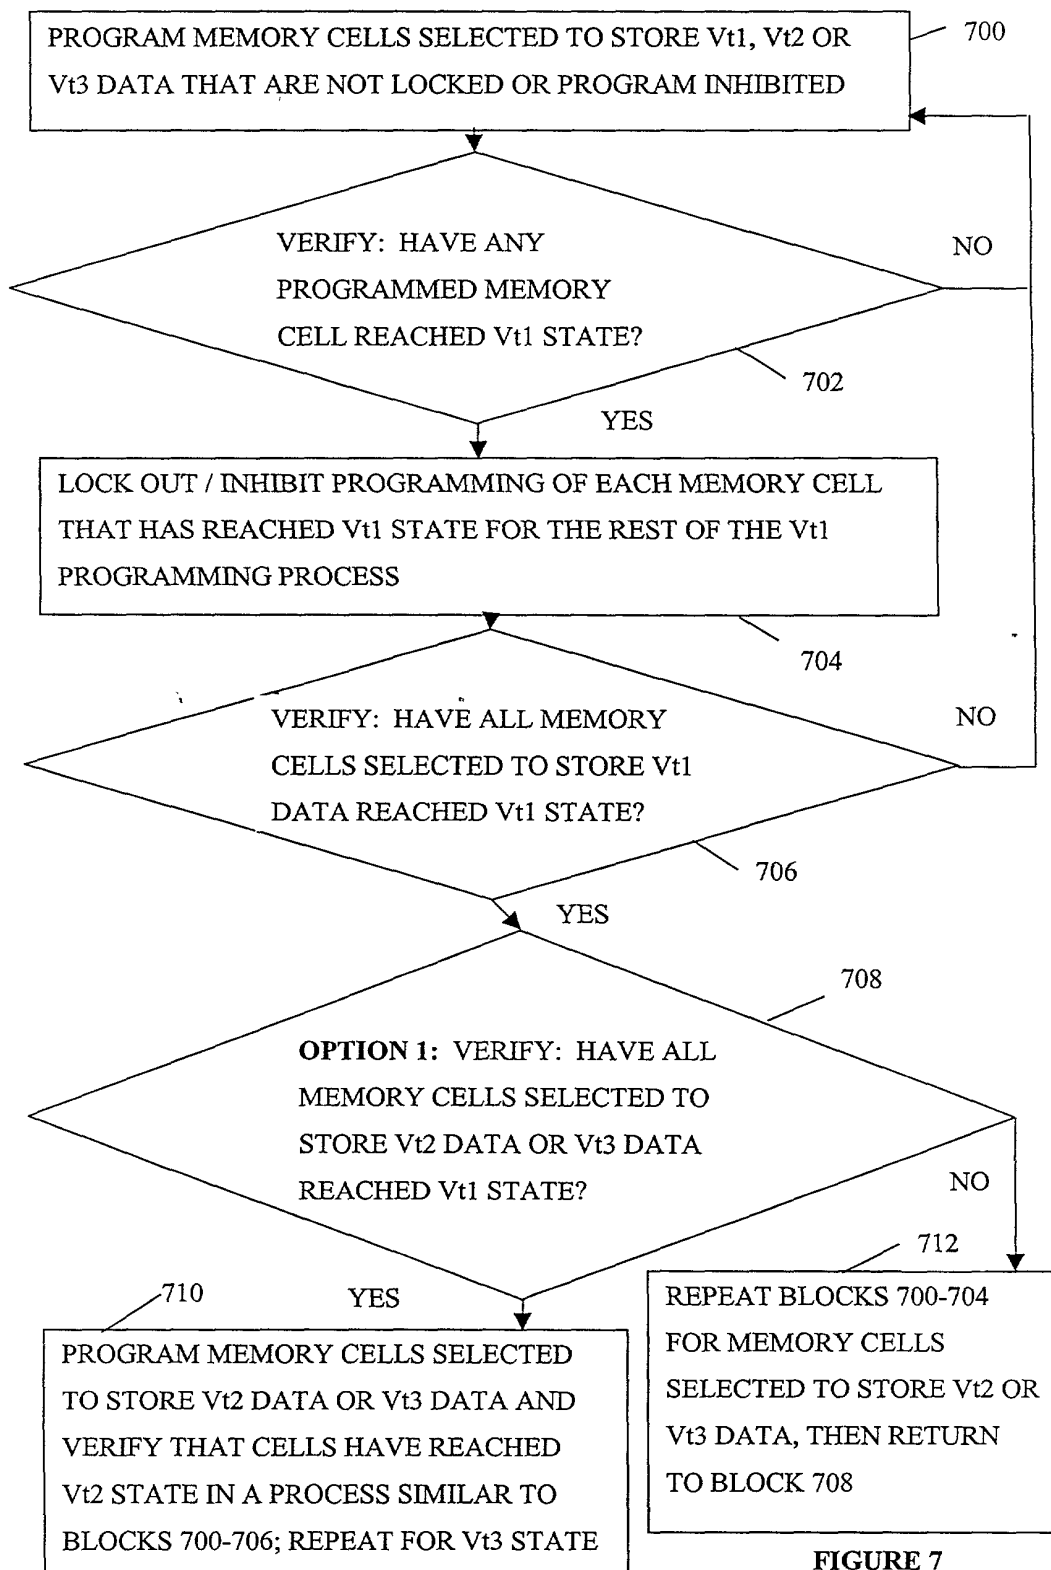 PROGRAM MEMORY CELLS SELECTED TO STORE Vt1, Vt2 OR
Vt3 DATA THAT ARE NOT LOCKED OR PROGRAM INHIBITED
700
VERIFY: HAVE ANY
PROGRAMMED MEMORY
CELL REACHED Vt1 STATE?
NO
702
YES
LOCK OUT / INHIBIT PROGRAMMING OF EACH MEMORY CELL
THAT HAS REACHED Vt1 STATE FOR THE REST OF THE Vt1
PROGRAMMING PROCESS
704
VERIFY: HAVE ALL MEMORY
CELLS SELECTED TO STORE Vt1
DATA REACHED Vt1 STATE?
NO
706
YES
708
OPTION 1: VERIFY: HAVE ALL
MEMORY CELLS SELECTED TO
STORE Vt2 DATA OR Vt3 DATA
REACHED Vt1 STATE?
NO
712
710
YES
PROGRAM MEMORY CELLS SELECTED
TO STORE Vt2 DATA OR Vt3 DATA AND
VERIFY THAT CELLS HAVE REACHED
Vt2 STATE IN A PROCESS SIMILAR TO
BLOCKS 700-706; REPEAT FOR Vt3 STATE
REPEAT BLOCKS 700-704
FOR MEMORY CELLS
SELECTED TO STORE Vt2 OR
Vt3 DATA, THEN RETURN
TO BLOCK 708
FIGURE 7